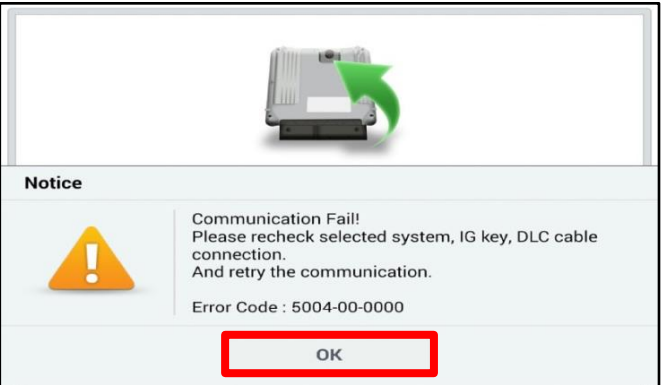 Notice
Communication Fail!
Please recheck selected system, IG key, DLC cable
connection.
And retry the communication.
Error Code : 5004-00-0000
OK